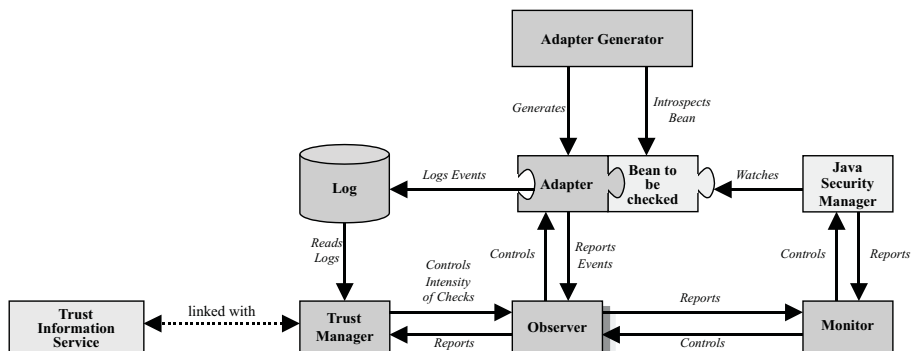 Adapter Generator
Generates
Introspects
Bean
Log
Logs Events
Adapter
Bean to
be
checked
Watches
Java
Security
Manager
Reads
Logs
Controls
Intensity
of Checks
Controls
Reports
Events
Controls
Reports
Trust
Information
Service
linked with
Trust
Manager
Reports
Observer
Reports
Controls
Monitor